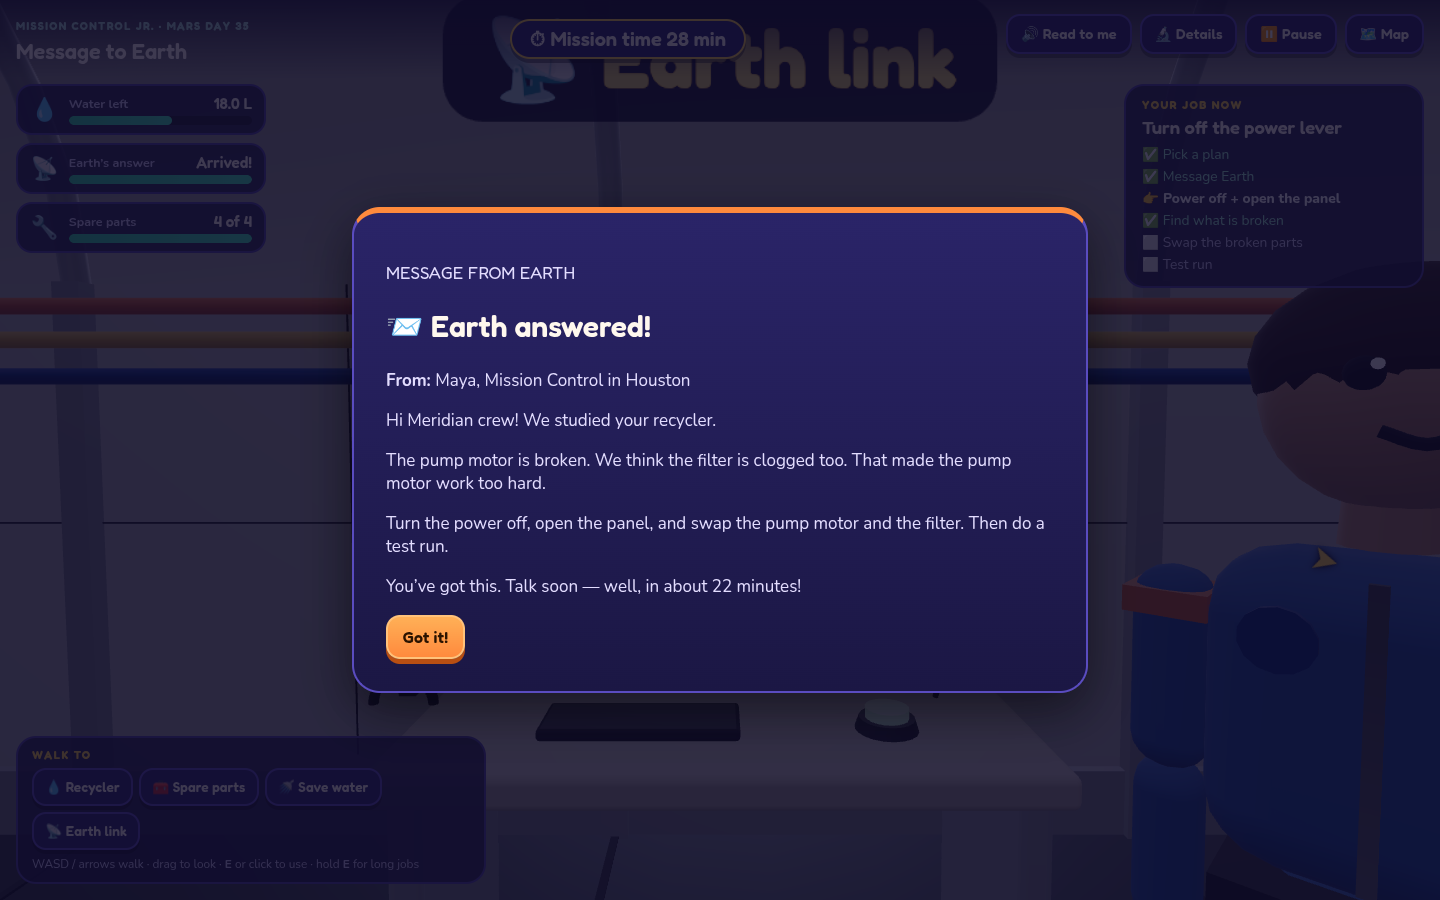 MISSION CONTROL JR. · MARS DAY 35
Message to Earth
Water left 18.0 L
Earth's answer Arrived!
Spare parts 4 of 4
Mission time 28 min
Earth link
Read to me
Details
Pause
Map
YOUR JOB NOW
Turn off the power lever
Pick a plan
Message Earth
Power off + open the panel
Find what is broken
Swap the broken parts
Test run
MESSAGE FROM EARTH
Earth answered!
From: Maya, Mission Control in Houston
Hi Meridian crew! We studied your recycler.
The pump motor is broken. We think the filter is clogged too. That made the pump
motor work too hard.
Turn the power off, open the panel, and swap the pump motor and the filter. Then do a
test run.
You've got this. Talk soon — well, in about 22 minutes!
Got it!
WALK TO
Recycler
Spare parts
Save water
Earth link
WASD / arrows walk · drag to look · E or click to use · hold E for long jobs